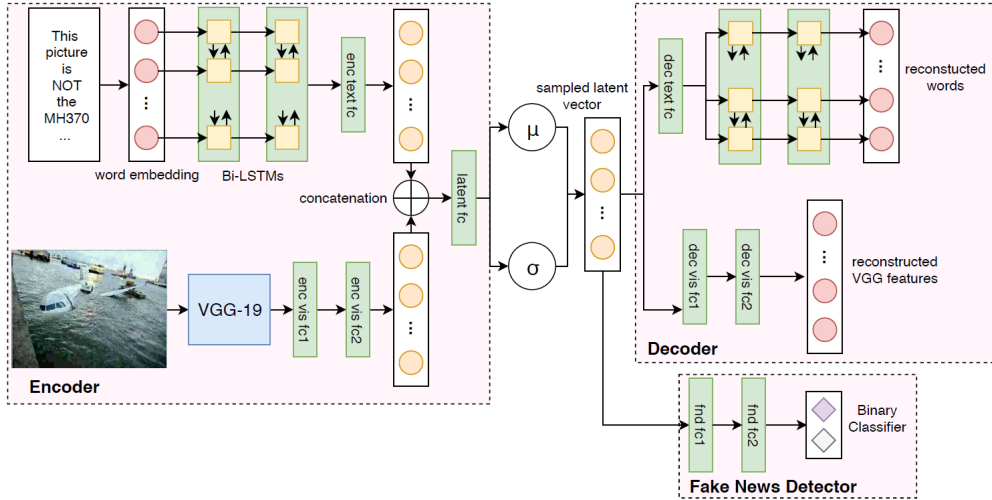 This
picture
is
NOT
the
MH370
...
word embedding
Bi-LSTMs
enc text fc
concatenation
latent fc
VGG-19
enc vis fc1
enc vis fc2
Encoder
μ
σ
sampled latent
vector
dec text fc
reconstucted
words
dec vis fc1
dec vis fc2
reconstructed
VGG features
Decoder
fnd fc1
fnd fc2
Binary
Classifier
Fake News Detector